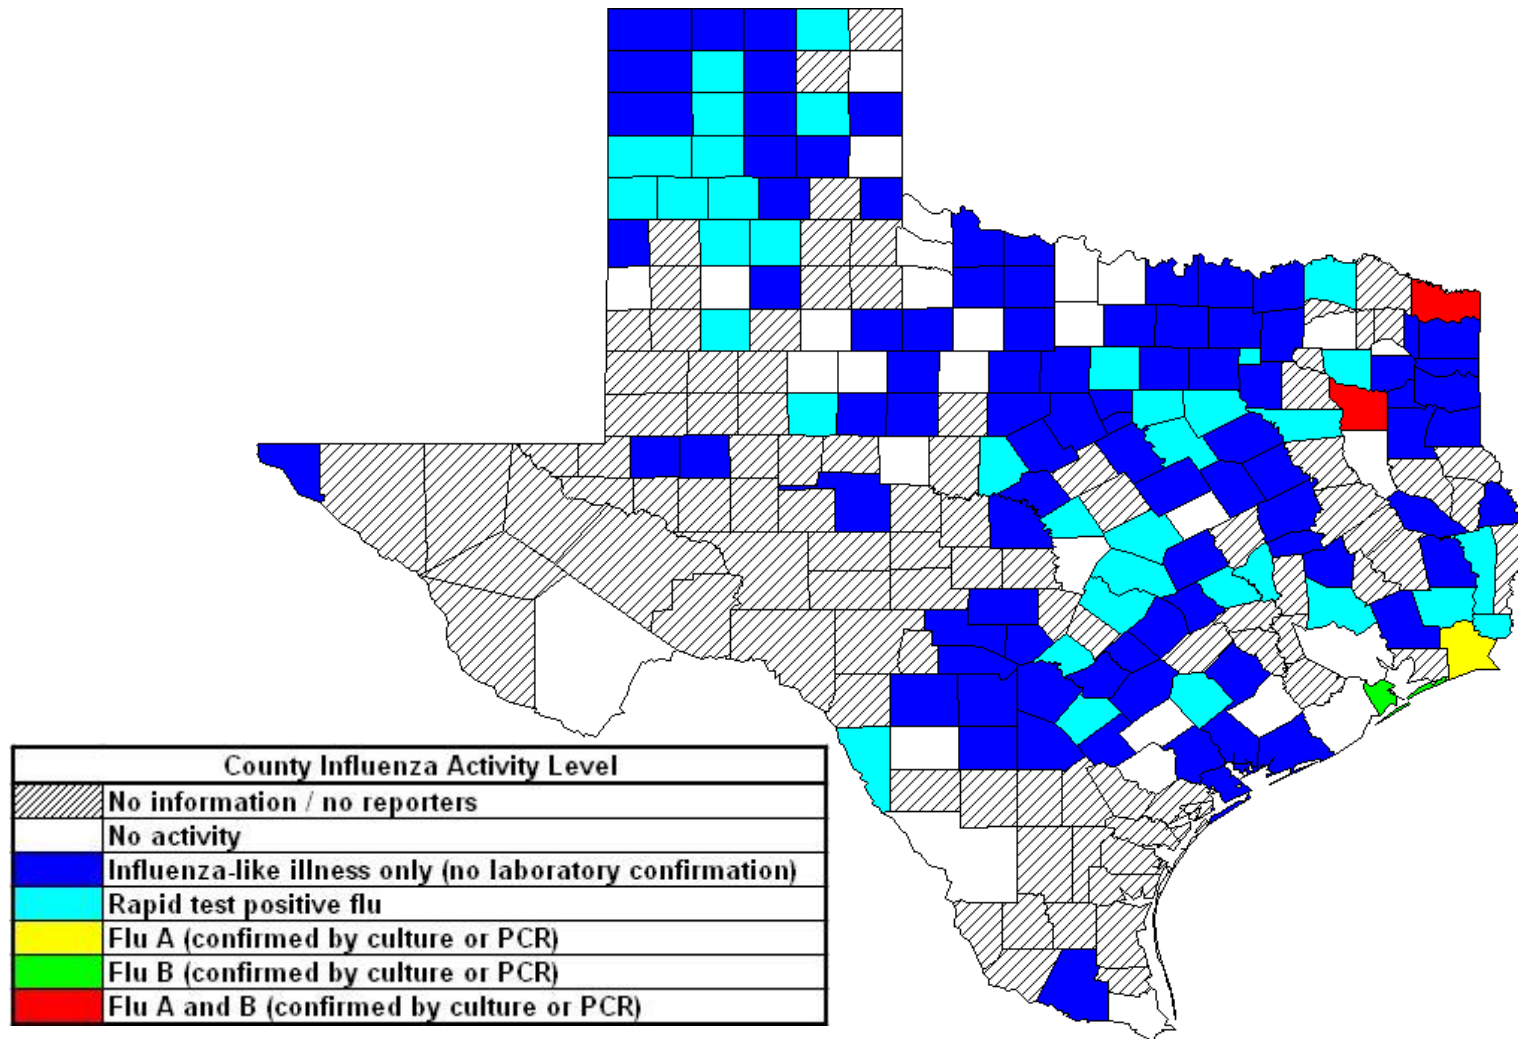 County Influenza Activity Level
No information / no reporters
No activity
Influenza-like illness only (no laboratory confirmation)
Rapid test positive flu
Flu A (confirmed by culture or PCR)
Flu B (confirmed by culture or PCR)
Flu A and B (confirmed by culture or PCR)